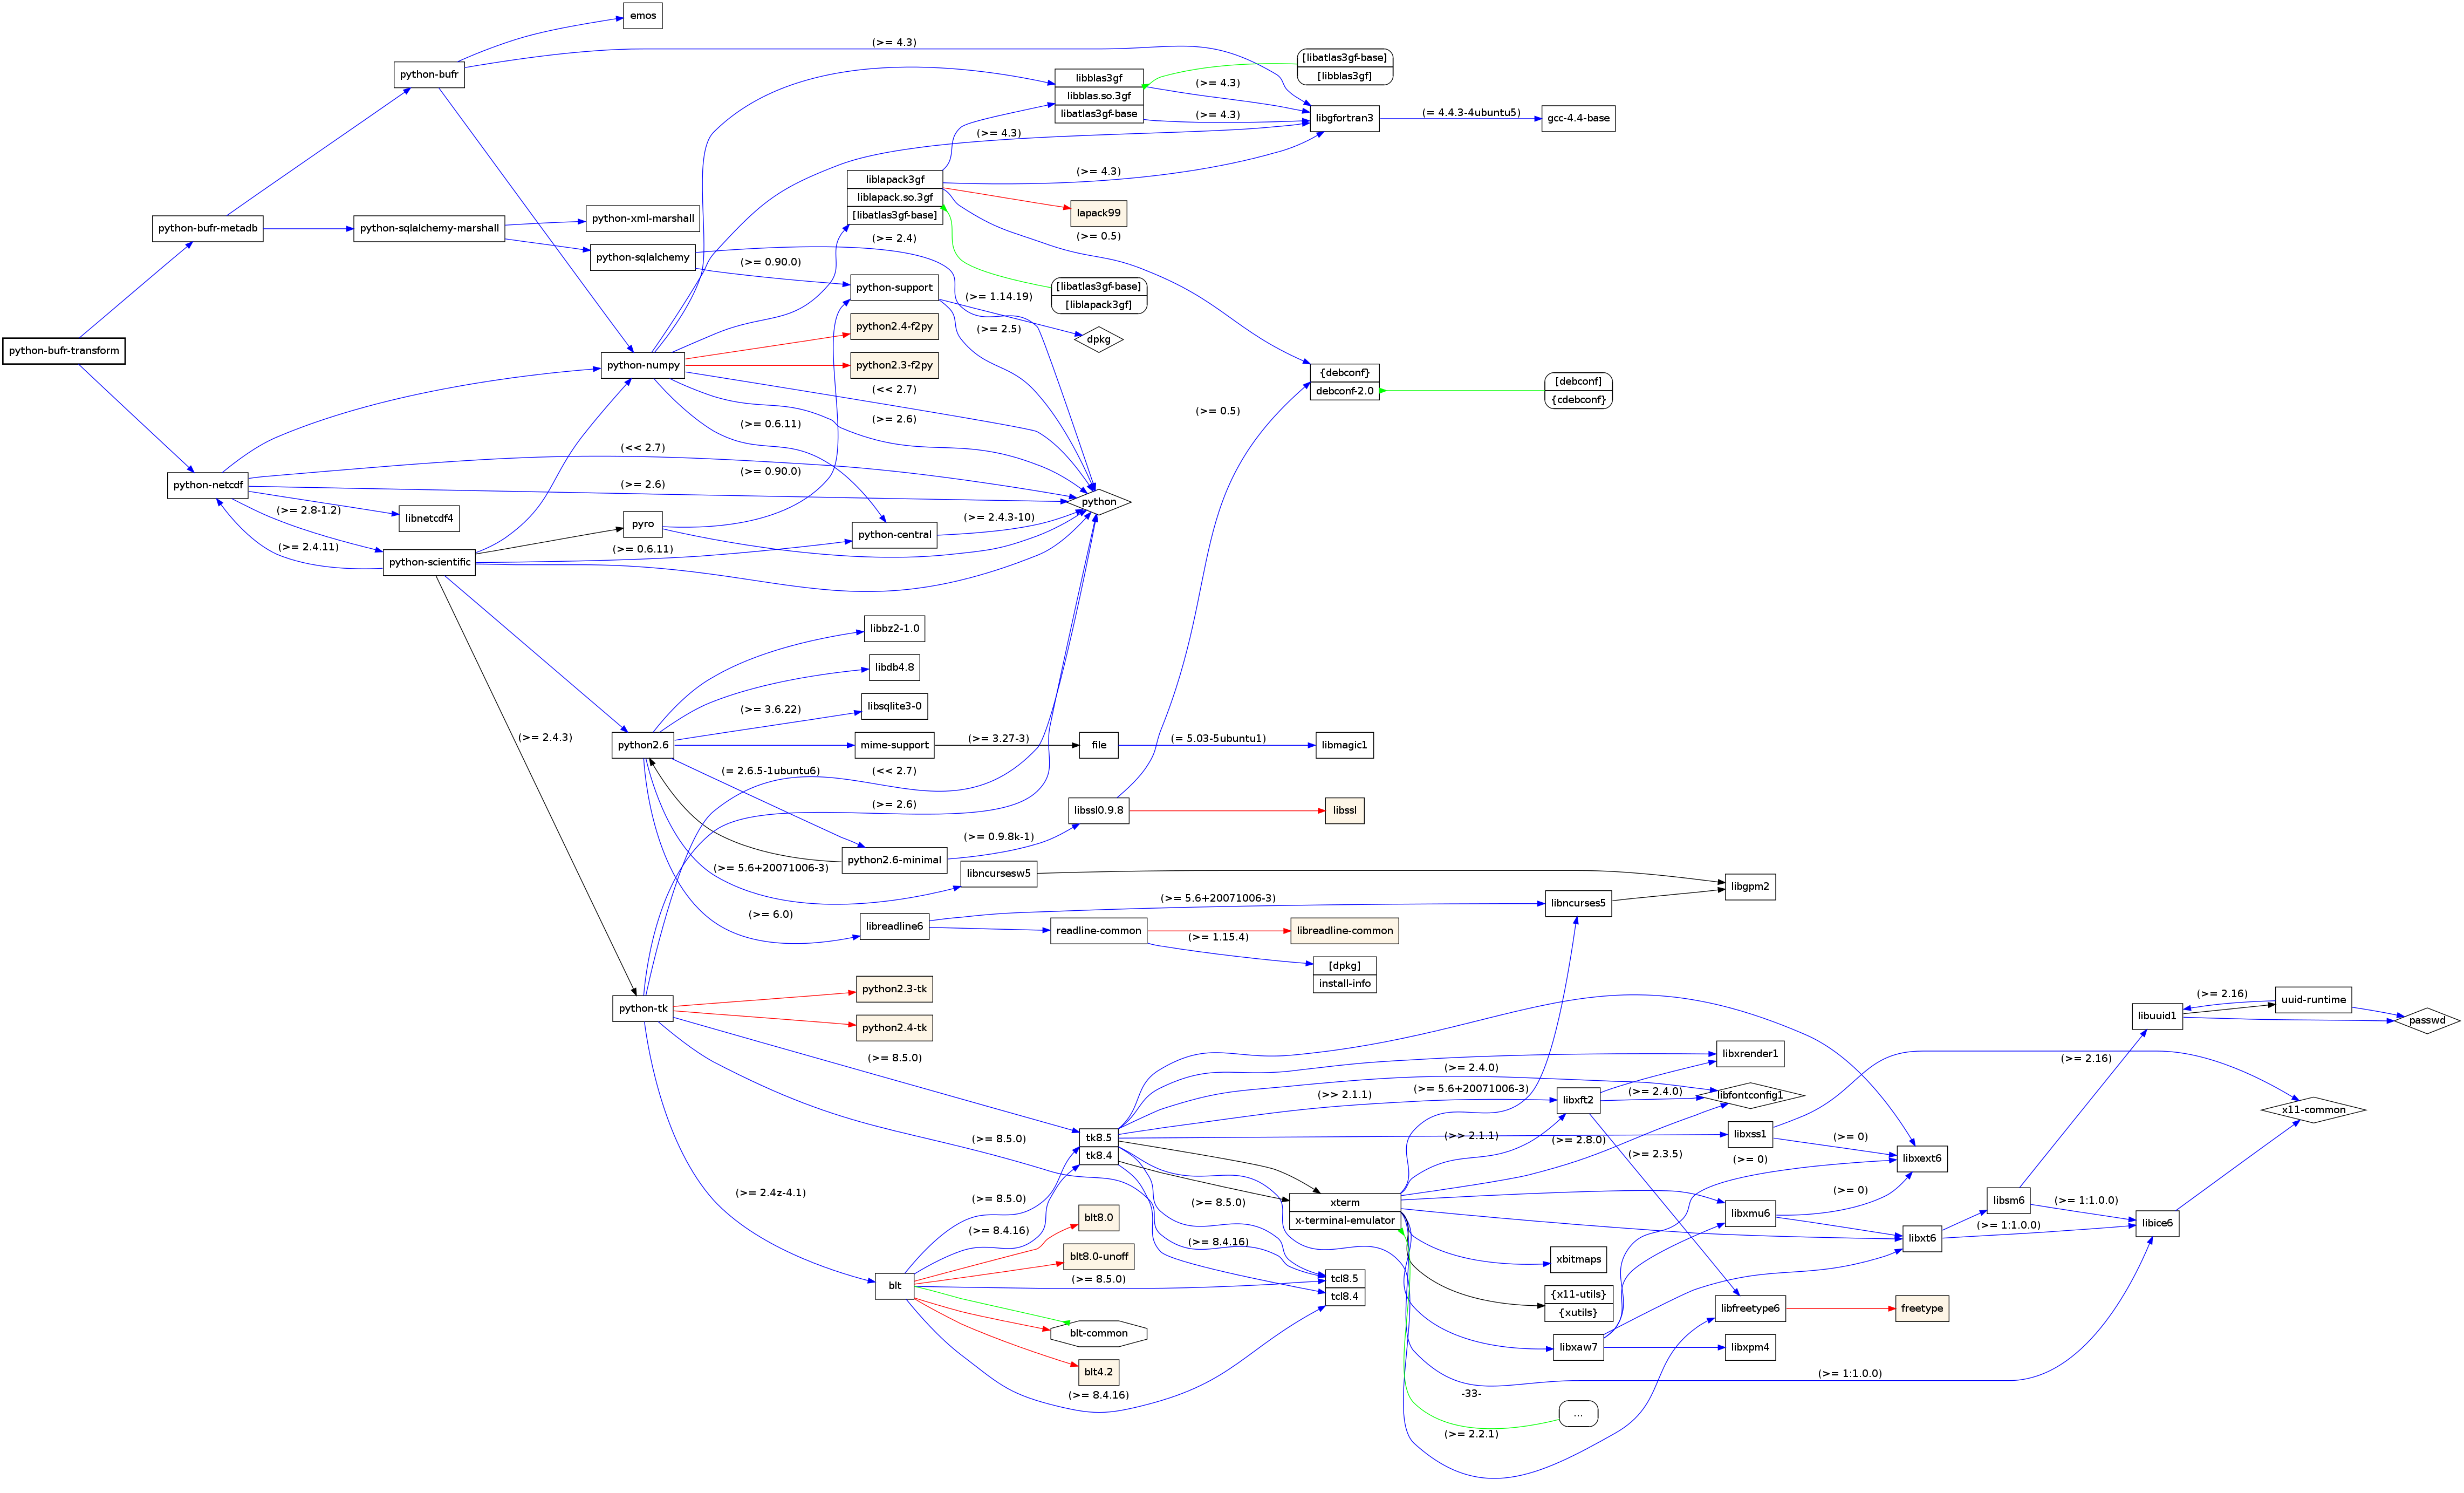 emos
(>= 4.3)
python-bufr
[libatlas3gf-base]
[libblas3gf]
libblas3gf
libblas.so.3gf
libatlas3gf-base
(>= 4.3)
(>= 4.3)
libgfortran3
(= 4.4.3-4ubuntu5)
gcc-4.4-base
(>= 4.3)
(>= 4.3)
liblapack3gf
liblapack.so.3gf
[libatlas3gf-base]
lapack99
(>= 0.5)
python-bufr-metadb
python-sqlalchemy-marshall
python-xml-marshall
python-sqlalchemy
(>= 2.4)
(>= 0.90.0)
python-support
(>= 1.14.19)
[libatlas3gf-base]
[liblapack3gf]
(>= 2.5)
dpkg
python-bufr-transform
python2.4-f2py
python-numpy
python2.3-f2py
(<< 2.7)
(>= 2.6)
(>= 0.6.11)
{debconf}
debconf-2.0
[debconf]
{cdebconf}
(>= 0.5)
(<< 2.7)
(>= 0.90.0)
python-netcdf
(>= 2.6)
python
(>= 2.8-1.2)
libnetcdf4
pyro
(>= 2.4.3-10)
python-central
(>= 2.4.11)
(>= 0.6.11)
python-scientific
libbz2-1.0
libdb4.8
libsqlite3-0
(>= 3.6.22)
(>= 2.4.3)
python2.6
mime-support
(>= 3.27-3)
file
(= 5.03-5ubuntu1)
libmagic1
(= 2.6.5-1ubuntu6)
(<< 2.7)
(>= 2.6)
libssl0.9.8
libssl
(>= 0.9.8k-1)
python2.6-minimal
(>= 5.6+20071006-3)
libncursesw5
libgpm2
(>= 6.0)
libreadline6
(>= 5.6+20071006-3)
libncurses5
readline-common
libreadline-common
(>= 1.15.4)
[dpkg]
install-info
python2.3-tk
python-tk
python2.4-tk
(>= 8.5.0)
(>= 2.16)
uuid-runtime
libuuid1
passwd
(>= 2.16)
libxrender1
(>= 2.4.0)
(>= 5.6+20071006-3)
(>> 2.1.1)
libxft2
(>= 2.4.0)
libfontconfig1
x11-common
tk8.5
tk8.4
(>= 8.5.0)
(>> 2.1.1)
(>= 2.8.0)
libxss1
(>= 0)
(>= 2.3.5)
(>= 0)
libxext6
(>= 2.4z-4.1)
(>= 8.5.0)
(>= 8.5.0)
xterm
x-terminal-emulator
(>= 0)
libxmu6
libsm6
(>= 1:1.0.0)
libice6
(>= 8.4.16)
blt8.0
(>= 8.4.16)
(>= 1:1.0.0)
libxt6
blt8.0-unoff
xbitmaps
blt
(>= 8.5.0)
tcl8.5
tcl8.4
{x11-utils}
{xutils}
libfreetype6
freetype
blt-common
libxaw7
libxpm4
blt4.2
(>= 1:1.0.0)
(>= 8.4.16)
-33-
...
(>= 2.2.1)